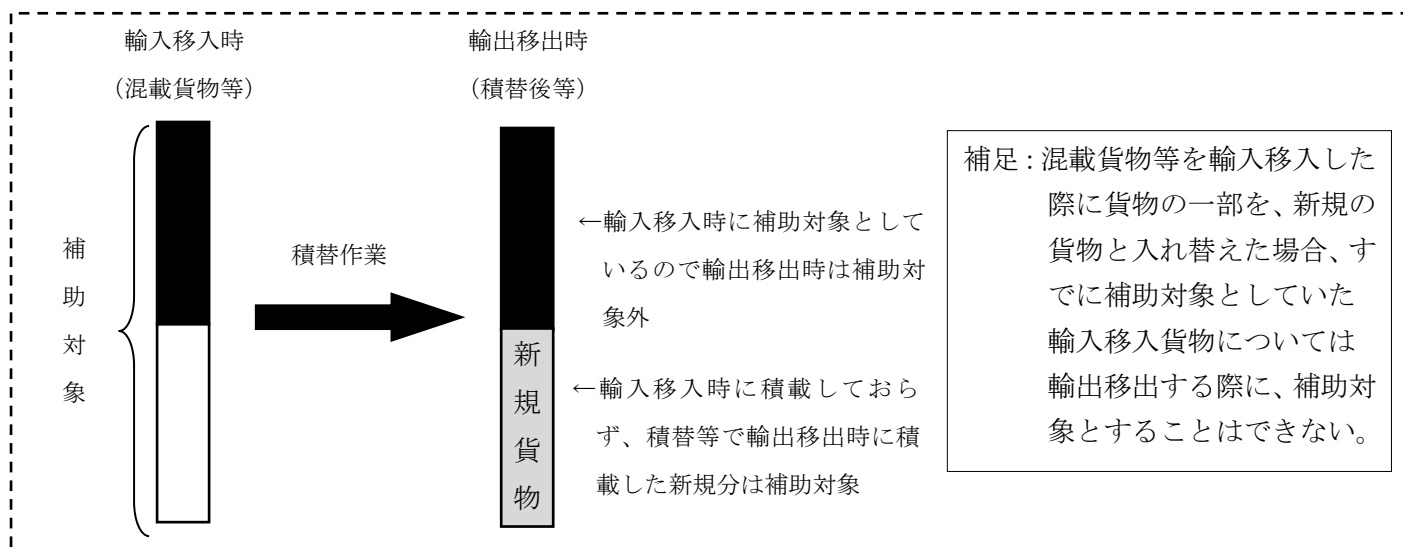 輸入移入時
（混載貨物等）
輸出移出時
（積替後等）
補助対象
積替作業
←輸入移入時に補助対象として
いるので輸出移出時は補助対
象外
新規貨物
←輸入移入時に積載しておら
ず、積替等で輸出移出時に積
載した新規分は補助対象
補足：混載貨物等を輸入移入した
際に貨物の一部を、新規の
貨物と入れ替えた場合、す
でに補助対象としていた
輸入移入貨物については
輸出移出する際に、補助対
象とすることはできない。